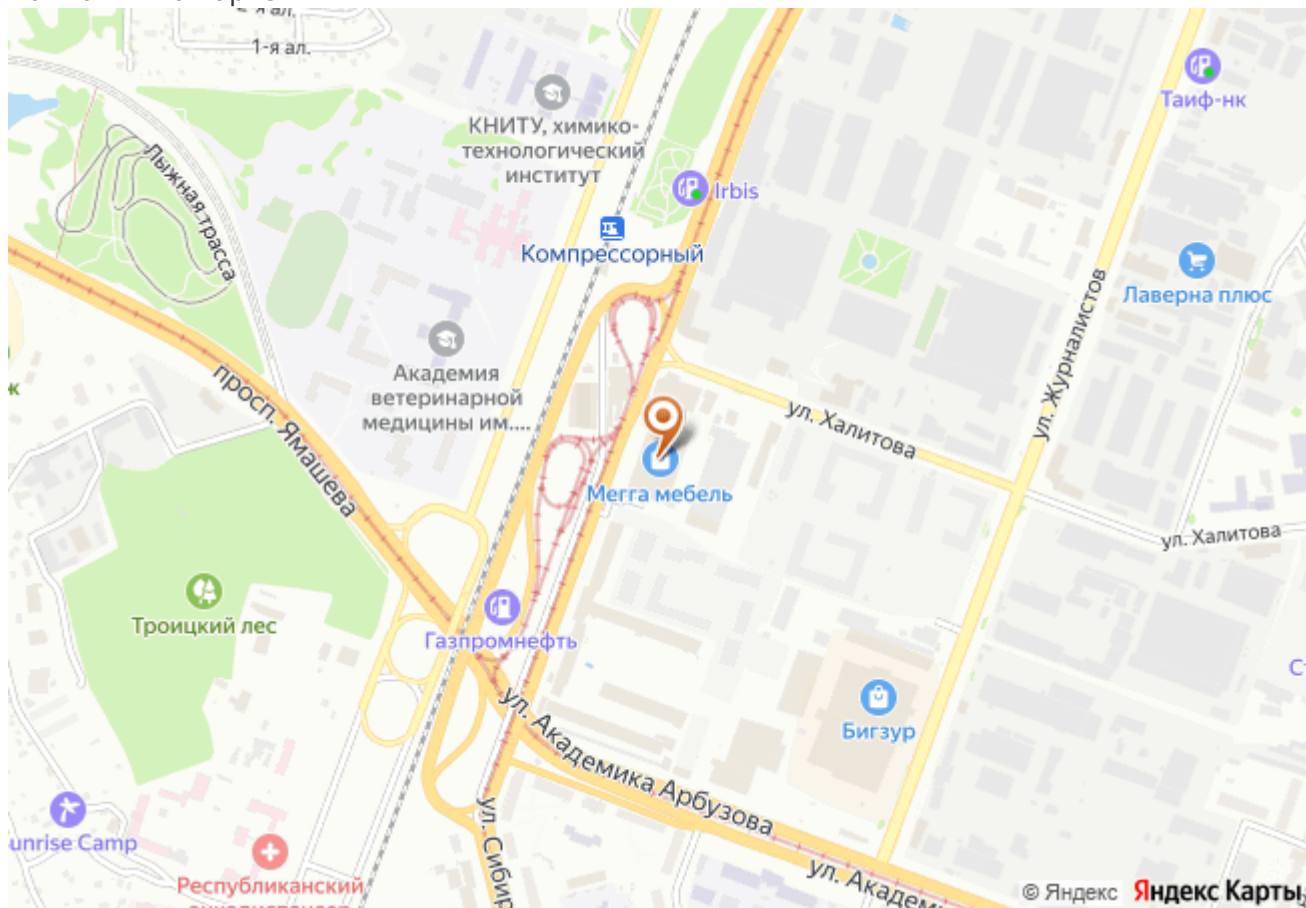 1-я ал.
Таиф-нк
КНИТУ, химико-
технологический
институт
Irbis
Лыжная трасса
Компрессорный
Лаверна плюс
ул. Журналистов
Академия
ветеринарной
медицины им....
просп. Ямашева
ул. Халитова
Мегга мебель
ул. Халитова
Троицкий лес
Газпромнефть
Бигзур
ул. Академика Арбузова
ул. Сибир
unrise Camp
Республиканский
ул. Академ
© Яндекс Яндекс Карты